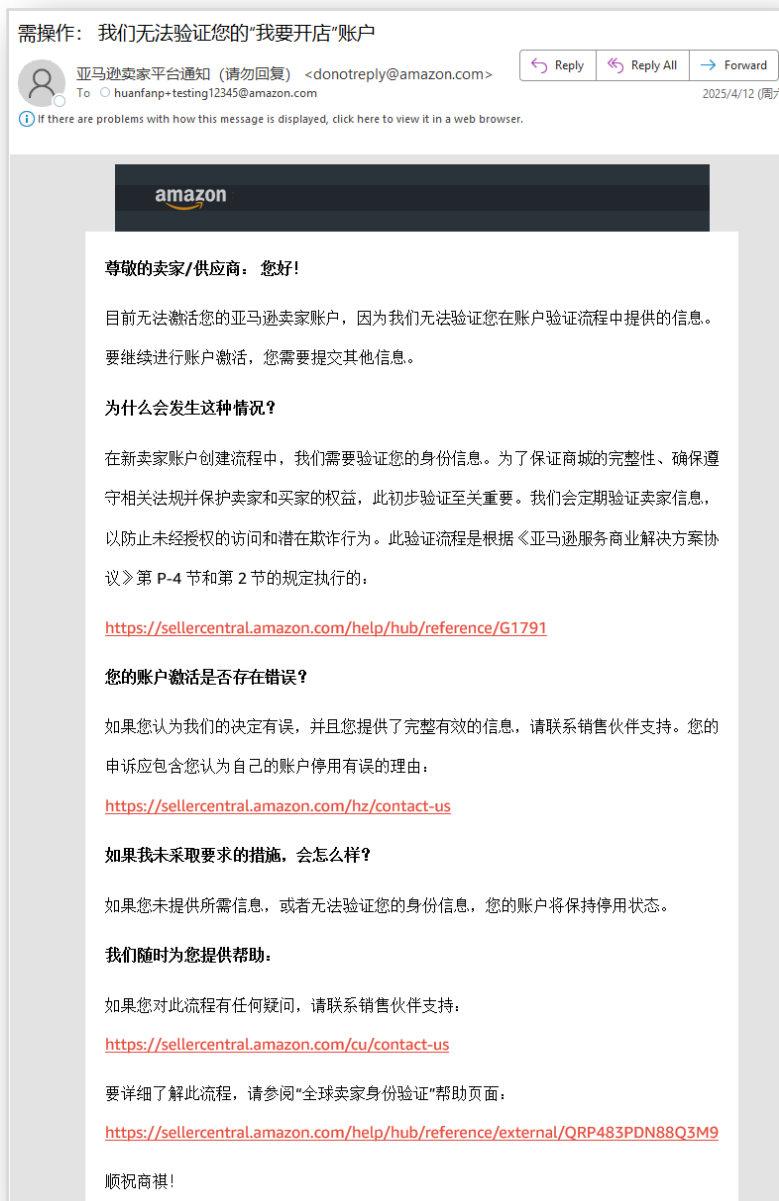 需操作： 我们无法验证您的“我要开店”账户
亚马逊卖家平台通知（请勿回复） <donotreply@amazon.com>
Reply
Reply All
Forward
To huanfanp+testing12345@amazon.com
2025/4/12 (周六
If there are problems with how this message is displayed, click here to view it in a web browser.
amazon
尊敬的卖家/供应商： 您好！
目前无法激活您的亚马逊卖家账户，因为我们无法验证您在账户验证流程中提供的信息。
要继续进行账户激活，您需要提交其他信息。
为什么会发生这种情况？
在新卖家账户创建流程中，我们需要验证您的身份信息。为了保证商城的完整性、确保遵
守相关法规并保护卖家和买家的权益，此初步验证至关重要。我们会定期验证卖家信息，
以防止未经授权的访问和潜在欺诈行为。此验证流程是根据《亚马逊服务商业解决方案协
议》第 P-4 节和第 2 节的规定执行的：
https://sellercentral.amazon.com/help/hub/reference/G1791
您的账户激活是否存在错误？
如果您认为我们的决定有误，并且您提供了完整有效的信息，请联系销售伙伴支持。您的
申诉应包含您认为自己的账户停用有误的理由：
https://sellercentral.amazon.com/hz/contact-us
如果我未采取要求的措施，会怎么样？
如果您未提供所需信息，或者无法验证您的身份信息，您的账户将保持停用状态。
我们随时为您提供帮助：
如果您对此流程有任何疑问，请联系销售伙伴支持：
https://sellercentral.amazon.com/cu/contact-us
要详细了解此流程，请参阅“全球卖家身份验证”帮助页面：
https://sellercentral.amazon.com/help/hub/reference/external/QRP483PDN88Q3M9
顺祝商祺！